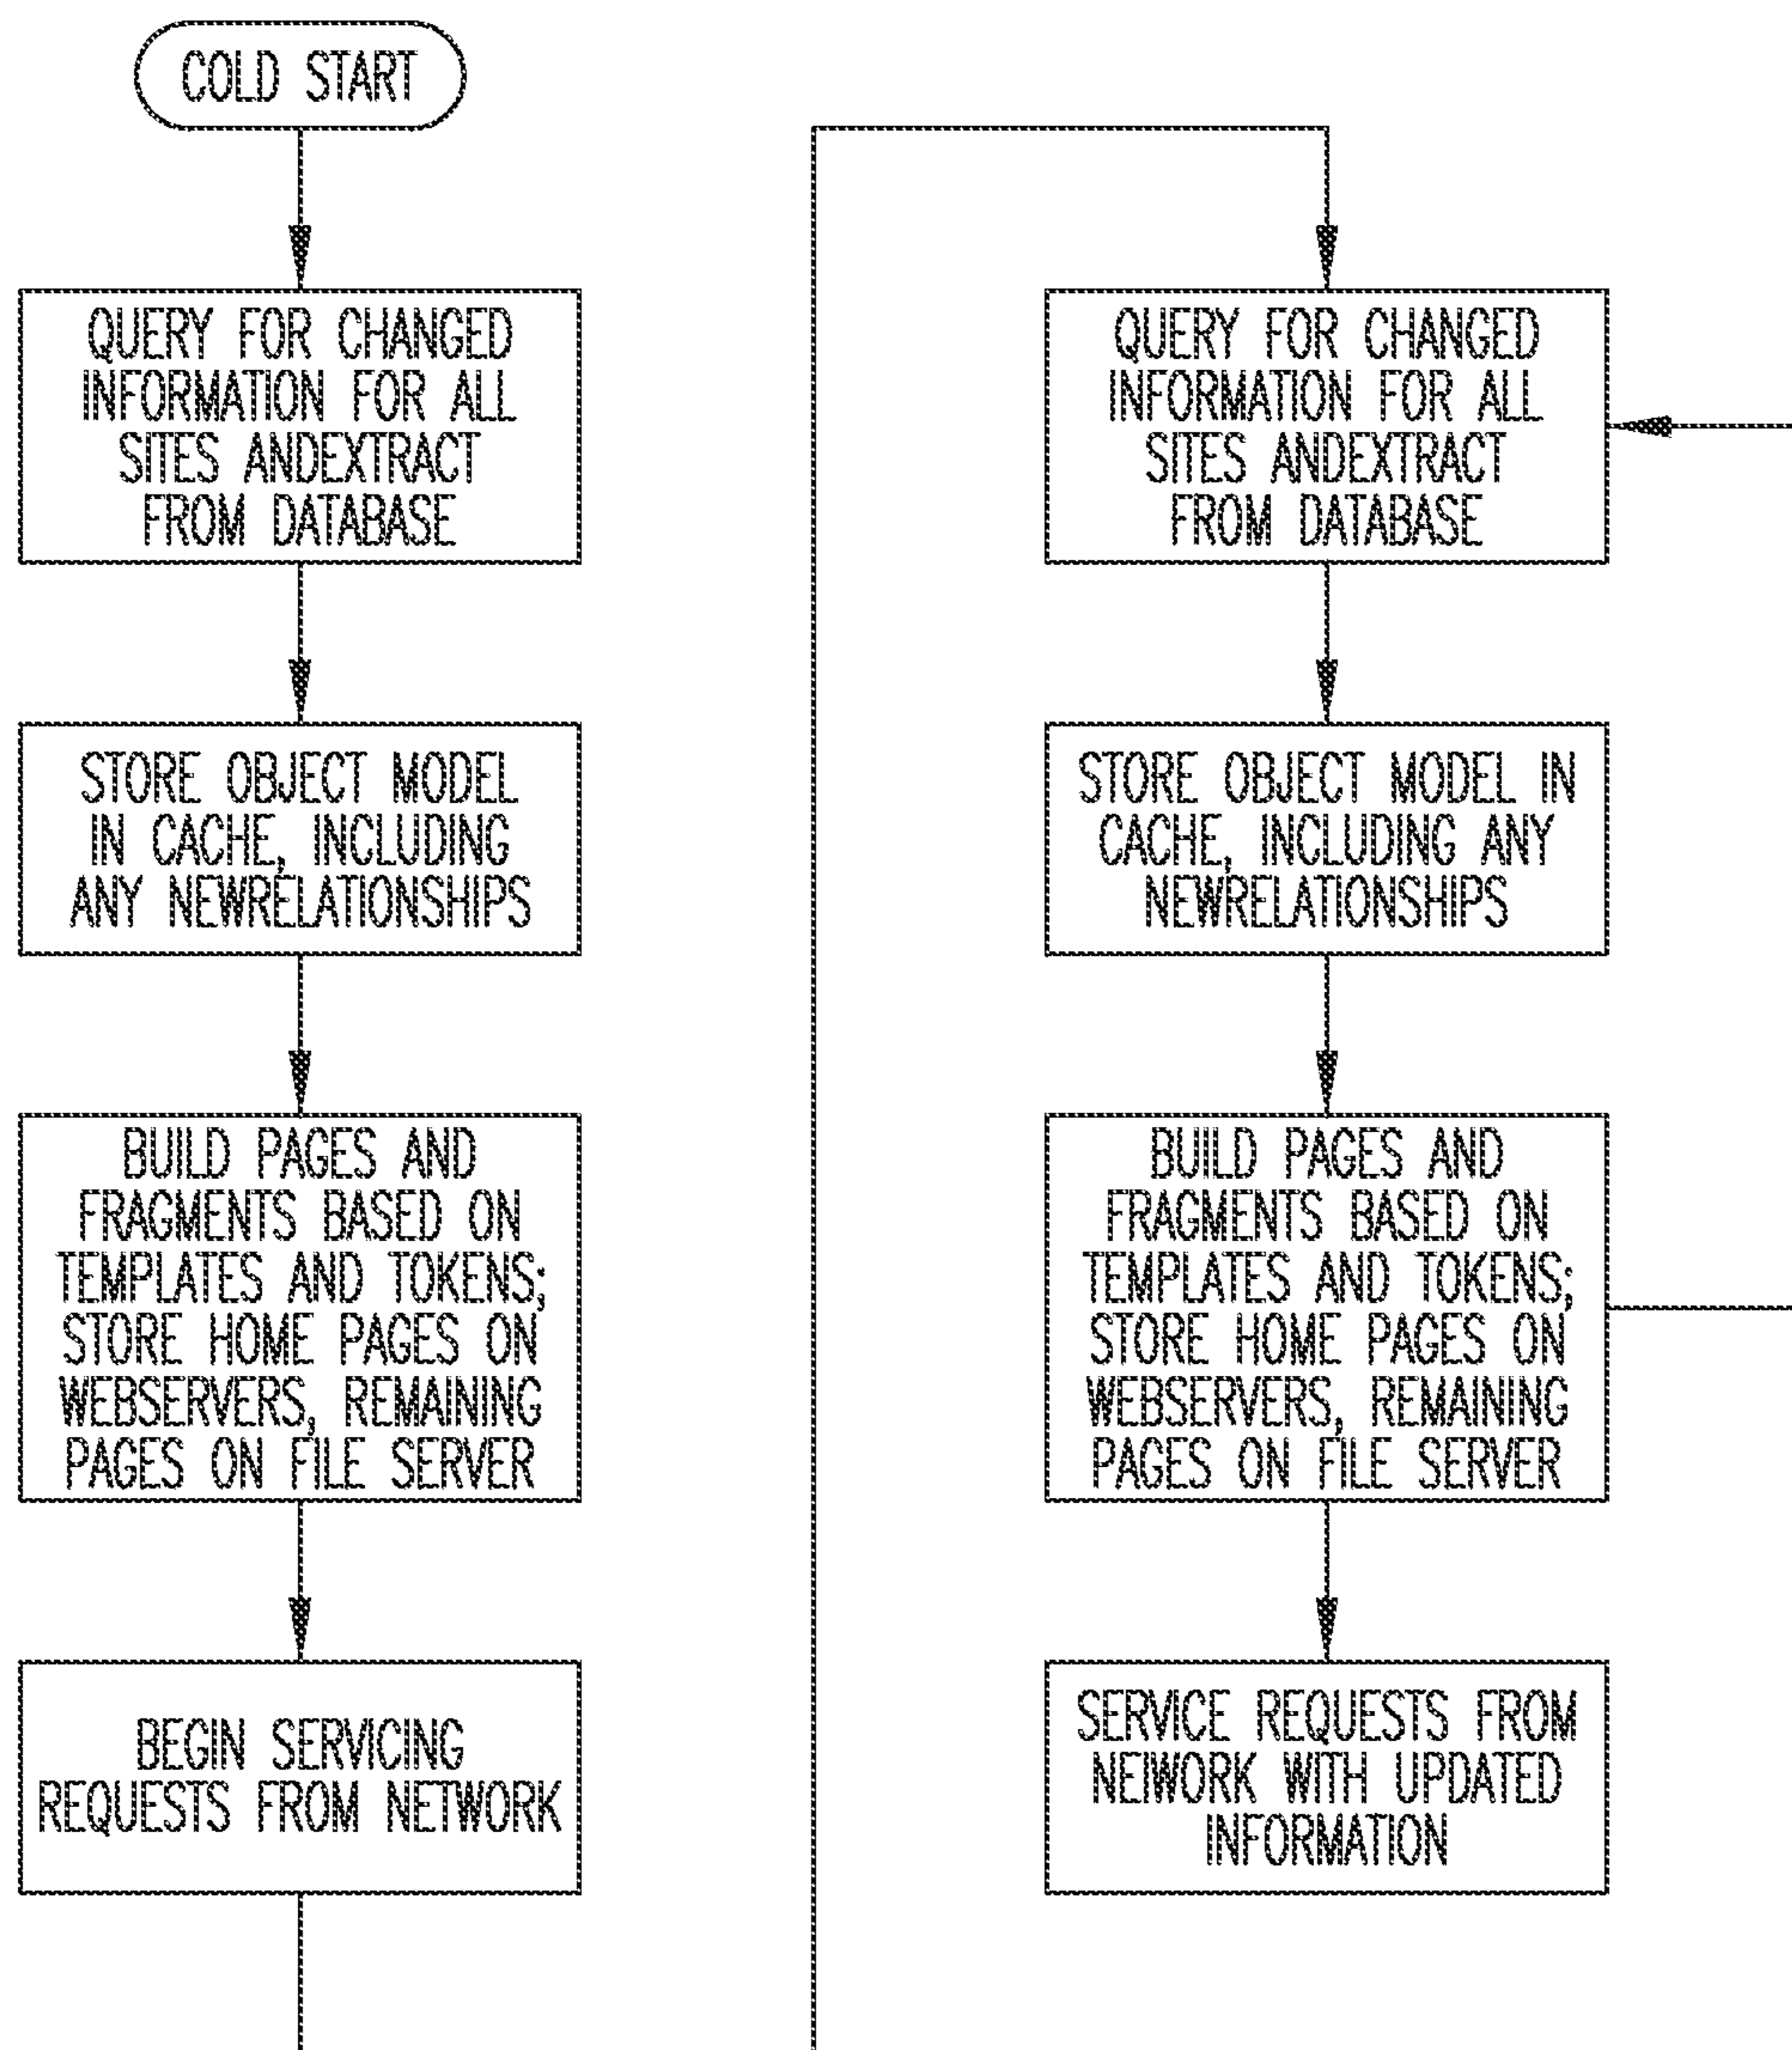 COLD START
QUERY FOR CHANGED
INFORMATION FOR ALL
SITES ANDEXTRACT
FROM DATABASE
STORE OBJECT MODEL
IN CACHE, INCLUDING
ANY NEWRELATIONSHIPS
BUILD PAGES AND
FRAGMENTS BASED ON
TEMPLATES AND TOKENS;
STORE HOME PAGES ON
WEBSERVERS, REMAINING
PAGES ON FILE SERVER
BEGIN SERVICING
REQUESTS FROM NETWORK
QUERY FOR CHANGED
INFORMATION FOR ALL
SITES ANDEXTRACT
FROM DATABASE
STORE OBJECT MODEL IN
CACHE, INCLUDING ANY
NEWRELATIONSHIPS
BUILD PAGES AND
FRAGMENTS BASED ON
TEMPLATES AND TOKENS;
STORE HOME PAGES ON
WEBSERVERS, REMAINING
PAGES ON FILE SERVER
SERVICE REQUESTS FROM
NEIWORK WITH UPDATED
INFORMATION